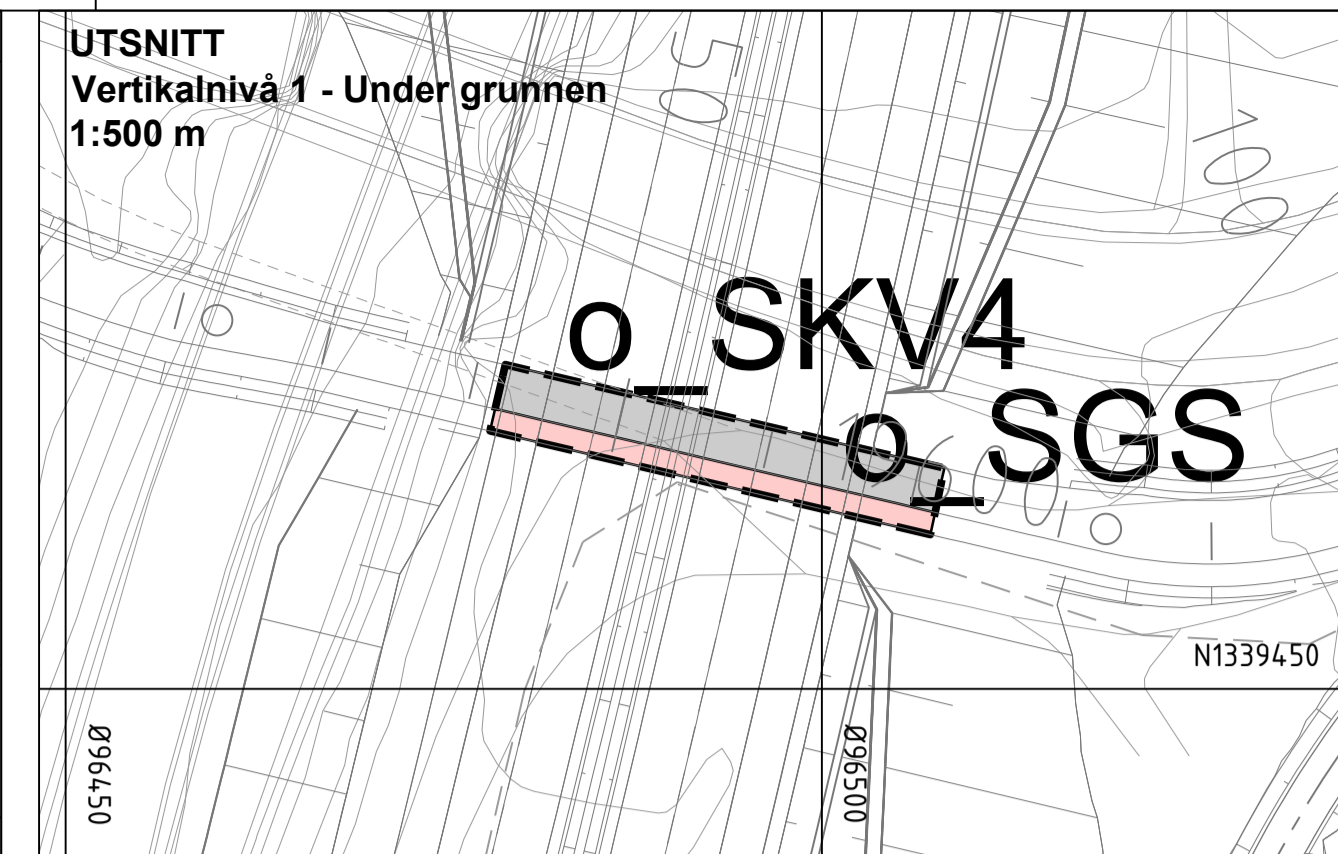 UTSNITT
Vertikalnivå 1 - Under grunnen
1:500 m
o_SKV4
o_SGS
N1339450
Ø96450
Ø96500